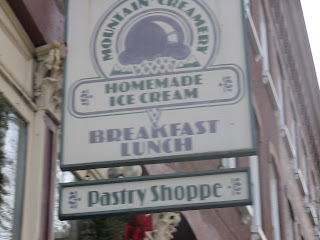 MOUNTAIN CREAMERY
HOMEMADE
ICE CREAM
BREAKFAST
LUNCH
Pastry Shoppe